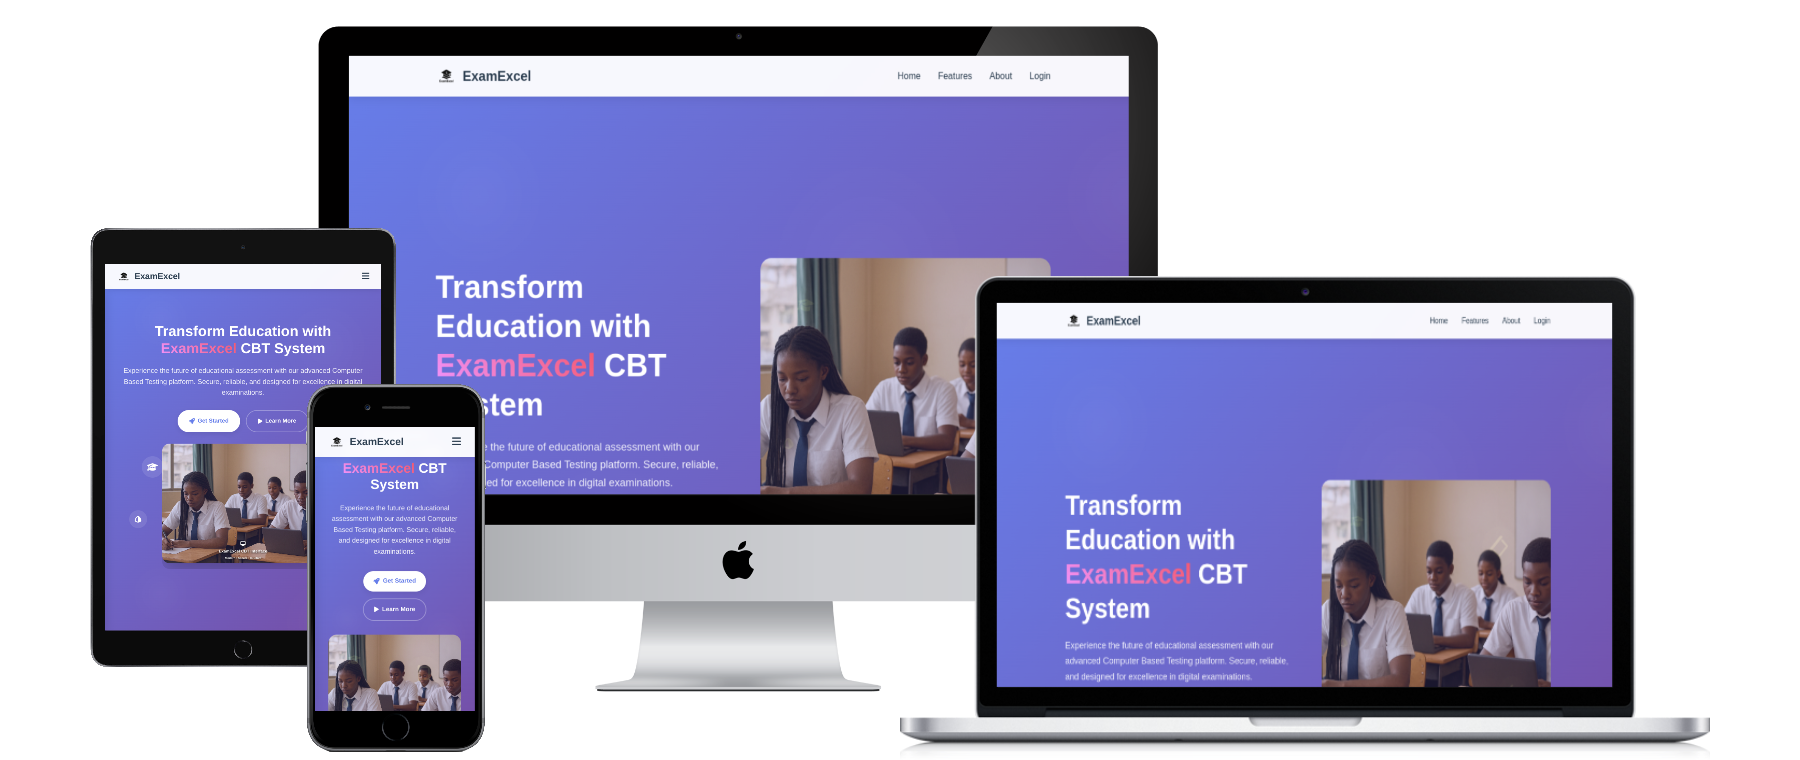 ExamExcel
Home Features About Login
Transform
Education with
ExamExcel CBT
stem
e the future of educational assessment with our
Computer Based Testing platform. Secure, reliable,
ed for excellence in digital examinations.
ExamExcel
Transform Education with
ExamExcel CBT System
Experience the future of educational assessment with our advanced Computer
Based Testing platform. Secure, reliable, and designed for excellence in digital
examinations.
Get Started
Learn More
ExamExcel
ExamExcel CBT
System
Experience the future of educational
assessment with our advanced Computer
Based Testing platform. Secure, reliable,
and designed for excellence in digital
examinations.
Get Started
Learn More
ExamExcel
Home Features About Login
Transform
Education with
ExamExcel CBT
System
Experience the future of educational assessment with our
advanced Computer Based Testing platform. Secure, reliable,
and designed for excellence in digital examinations.